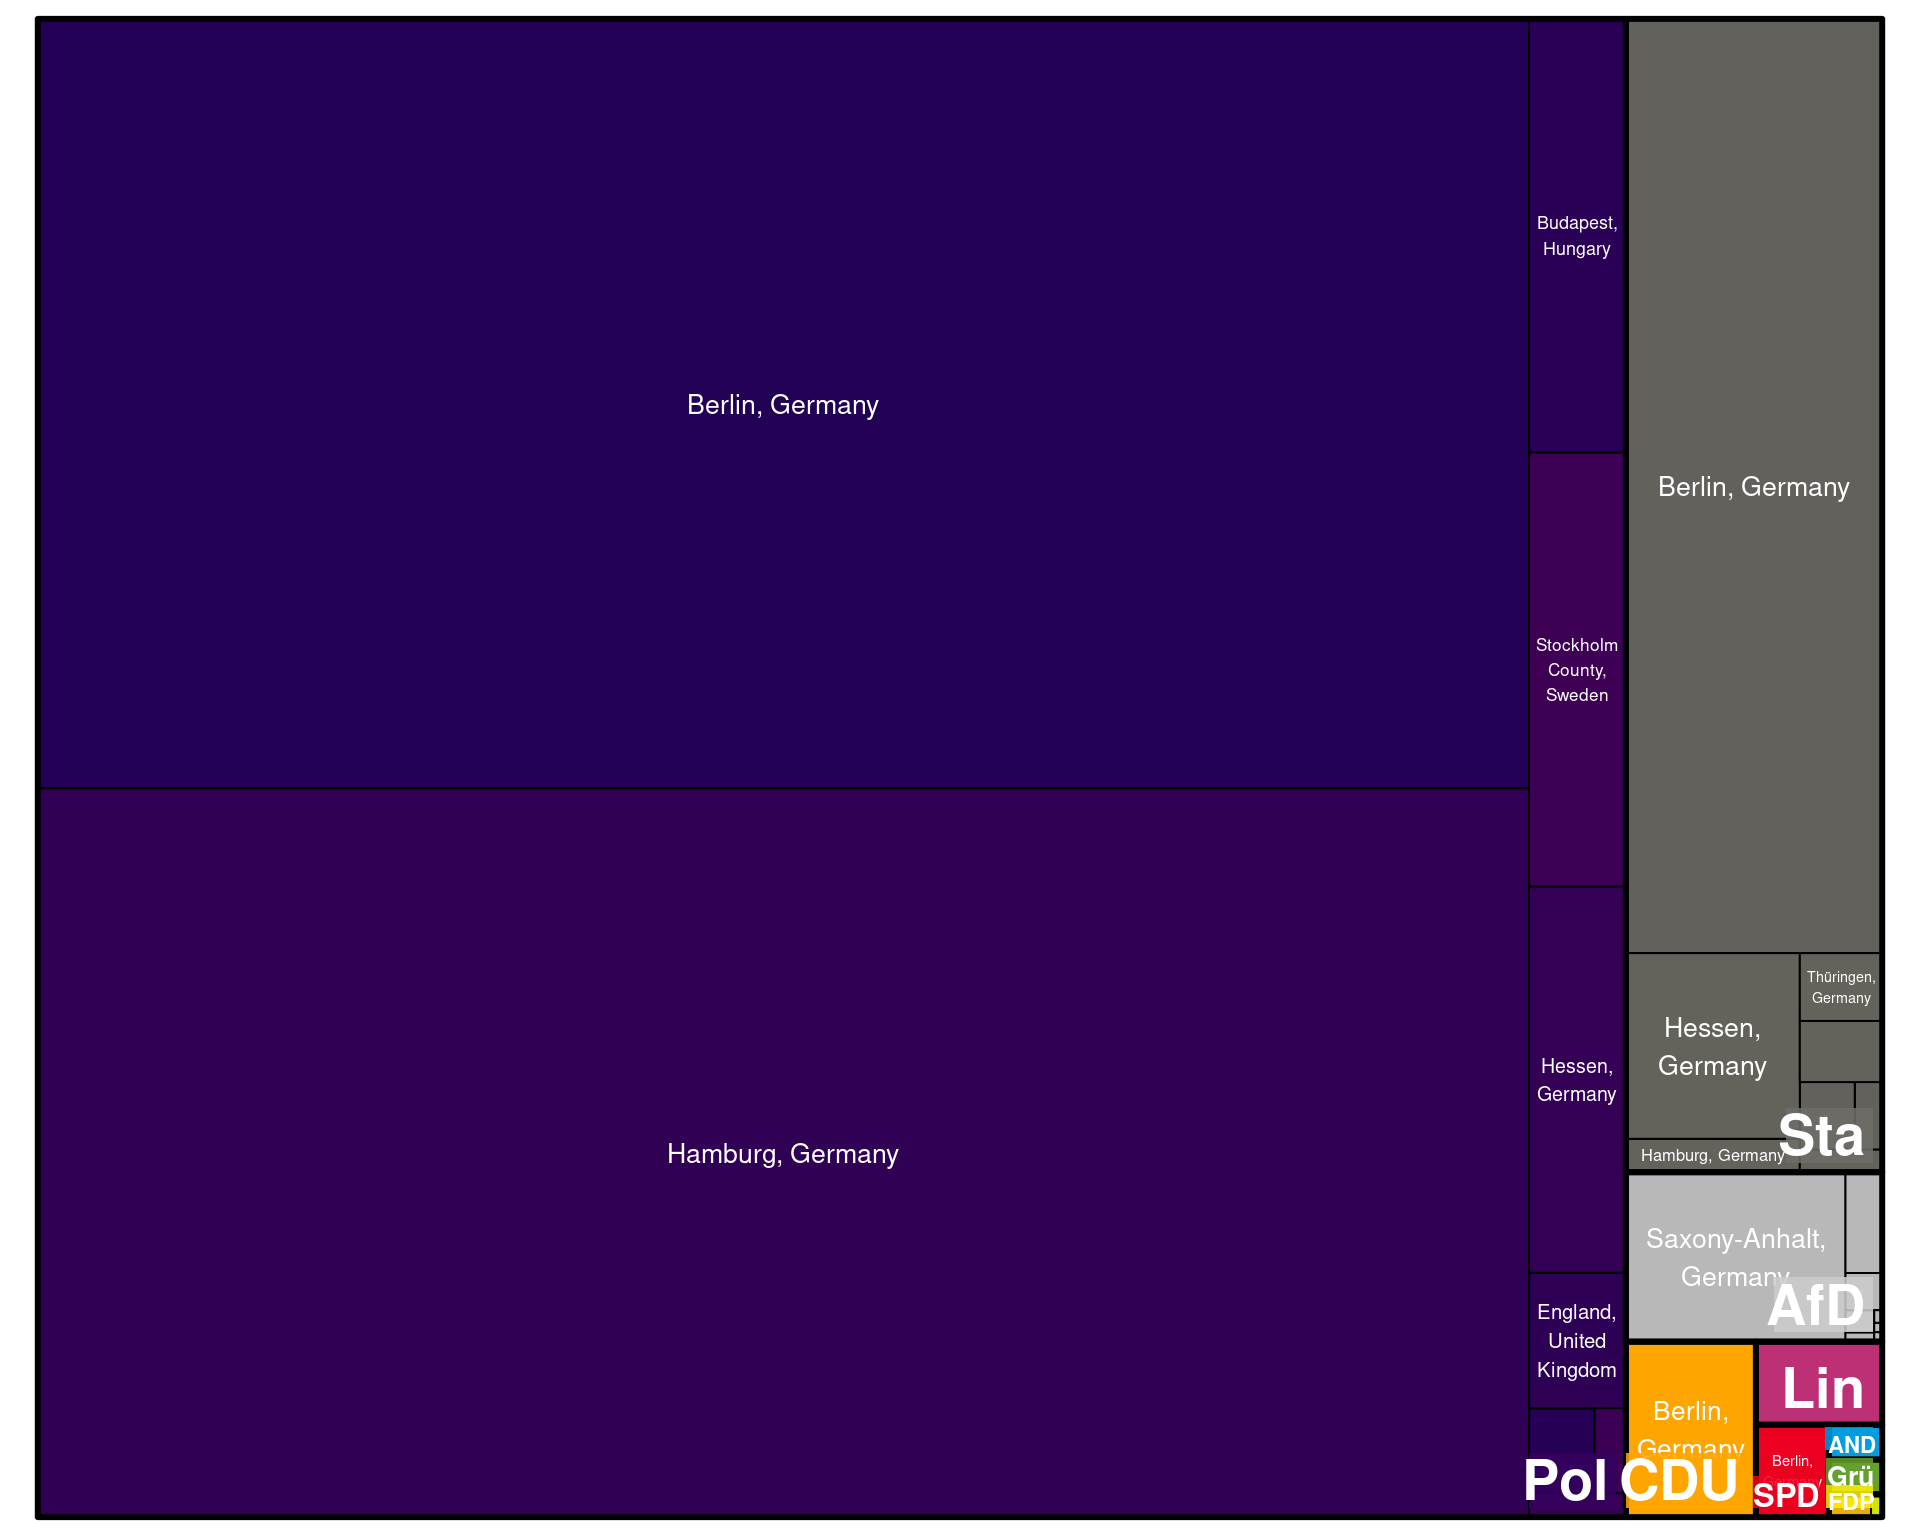 Berlin, Germany
Hamburg, Germany
Budapest,
Hungary
Stockholm
County,
Sweden
Hessen,
Germany
England,
United
Kingdom
Pol
Berlin, Germany
Hessen,
Germany
Thüringen,
Germany
Hamburg, Germany
Sta
Saxony-Anhalt,
Germany
AfD
Berlin,
Germany
CDU
Lin
Berlin,
SPD
AND
Grü
FDP